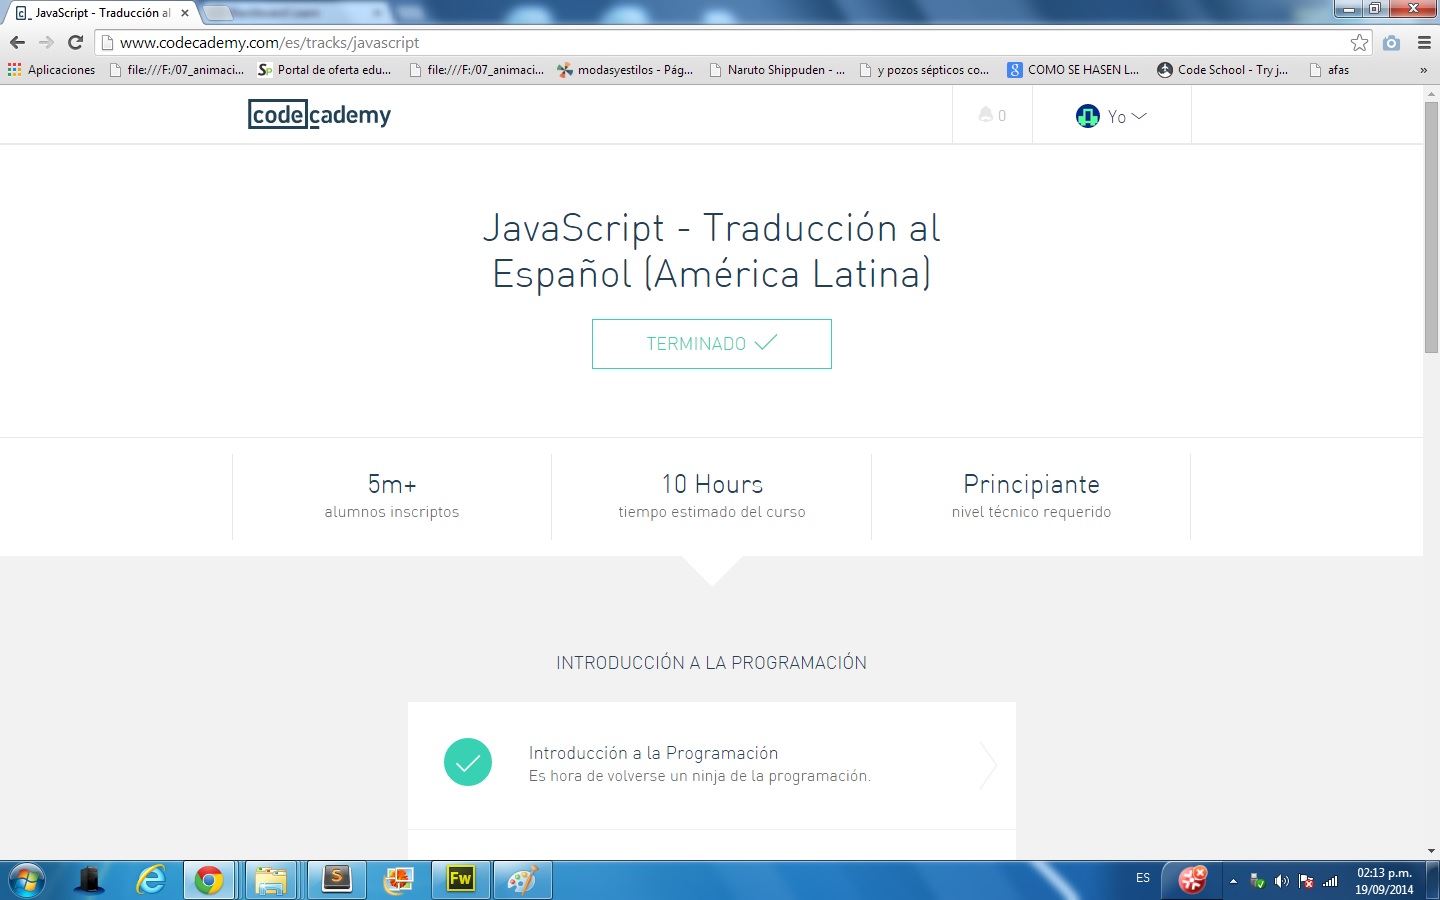 JavaScript - Traducción al
www.codecademy.com/es/tracks/javascript
Aplicaciones
file:///F:/07_animaci...
Portal de oferta edu...
file:///F:/07_animaci...
modasyestilos - Pág...
Naruto Shippuden - ...
y pozos sépticos co...
COMO SE HASEN L...
Code School - Try j...
afas
»
codecademy
0
Yo
JavaScript - Traducción al
Español (América Latina)
TERMINADO
5m+
alumnos inscriptos
10 Hours
tiempo estimado del curso
Principiante
nivel técnico requerido
INTRODUCCIÓN A LA PROGRAMACIÓN
Introducción a la Programación
Es hora de volverse un ninja de la programación.
Fw
ES
02:13 p.m.
19/09/2014